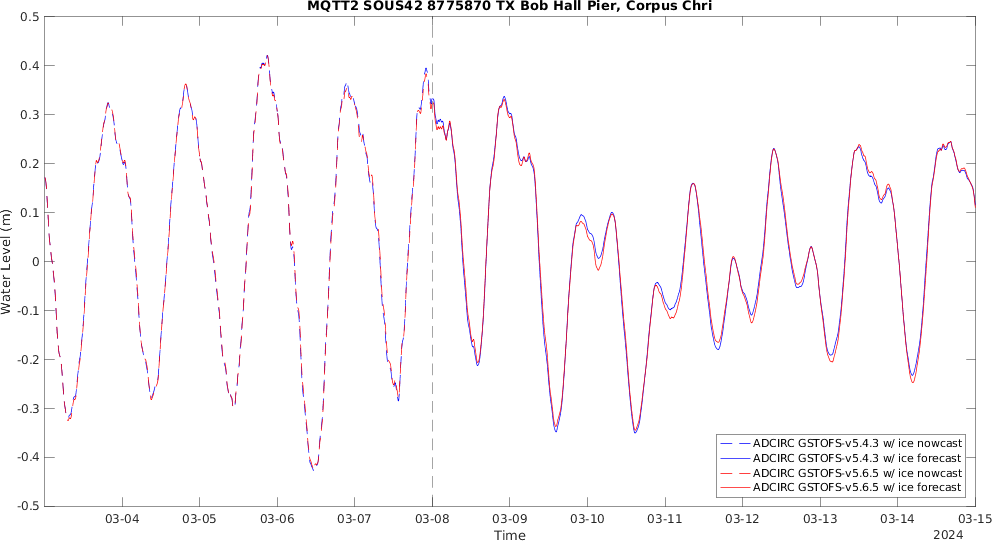 MQTT2 SOUS42 8775870 TX Bob Hall Pier, Corpus Chri
0.5
0.4
0.3
0.2
0.1
0
-0.1
-0.2
-0.3
-0.4
-0.5
Water Level (m)
ADCIRC GSTOFS-v5.4.3 w/ ice nowcast
ADCIRC GSTOFS-v5.4.3 w/ ice forecast
ADCIRC GSTOFS-v5.6.5 w/ ice nowcast
ADCIRC GSTOFS-v5.6.5 w/ ice forecast
03-04 03-05 03-06 03-07 03-08 03-09 03-10 03-11 03-12 03-13 03-14 03-15
Time
2024